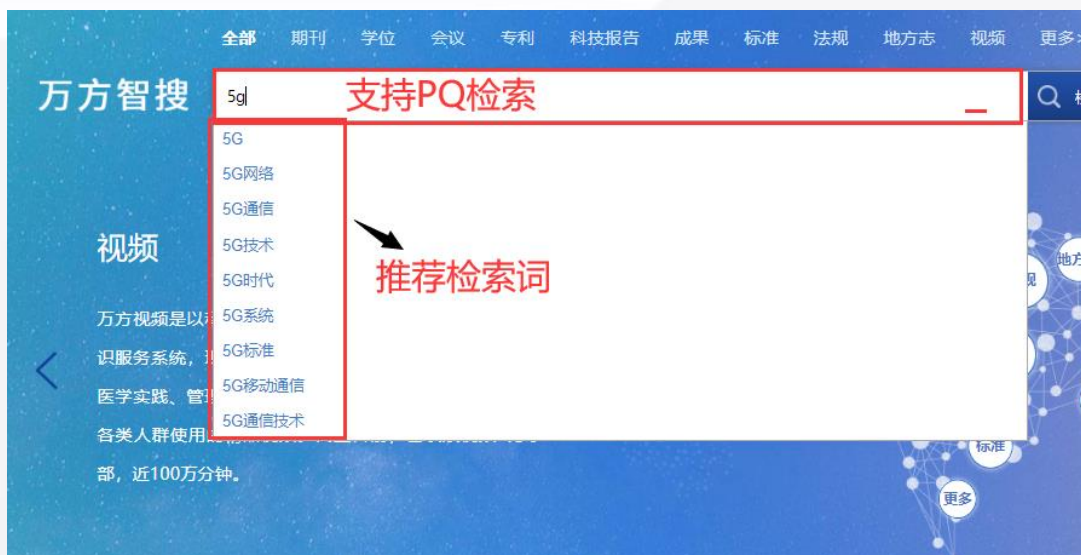 全部 期刊 学位 会议 专利 科技报告 成果 标准 法规 地方志 视频 更多
万方智搜 5g 支持PQ检索
5G
5G网络
5G通信
5G技术
5G时代
5G系统
5G标准
5G移动通信
5G通信技术
推荐检索词
视频
万方视频是以
识服务系统，
医学实践、管
各类人群使用
部，近100万分钟。
地方
标准
更多